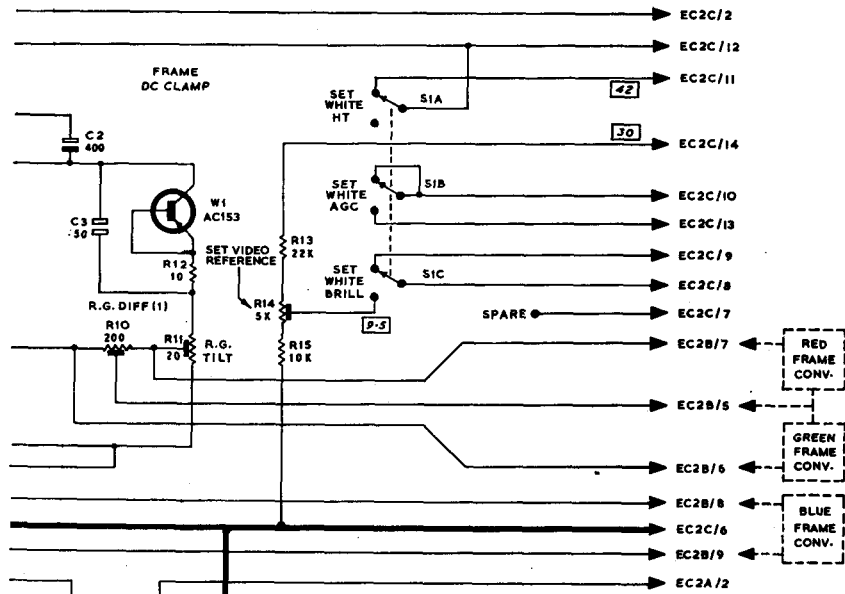 EC2C/2
EC2C/12
FRAME
DC CLAMP
EC2C/11
SET
WHITE
HT
S1A
42
30
C2
400
EC2C/14
W1
AC153
SET
WHITE
AGC
S1B
EC2C/10
C3
50
EC2C/13
R13
22K
SET VIDEO
REFERENCE
R12
10
EC2C/9
SET
WHITE
BRILL
S1C
EC2C/8
R.G. DIFF (1)
R14
5K
9-5
SPARE
EC2C/7
R10
200
R11
20
R.G.
TILT
R15
10K
EC2B/7
RED
FRAME
CONV.
EC2B/5
GREEN
FRAME
CONV.
EC2B/6
EC2B/8
BLUE
FRAME
CONV.
EC2C/6
EC2B/9
EC2A/2